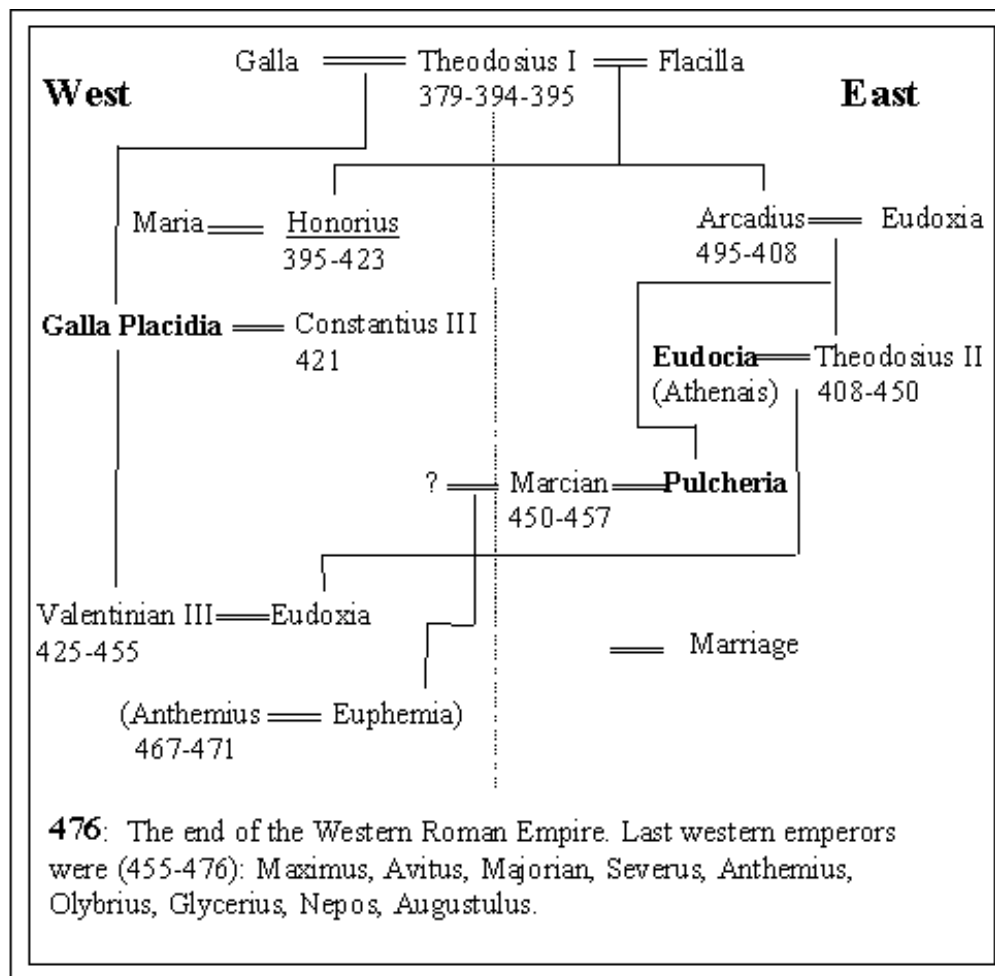 Galla Theodosius I Flacilla
West 379-394-395 East
Maria Honorius Arcadius Eudoxia
395-423 495-408
Galla Placidia Constantius III Eudocia Theodosius II
421 (Athenais) 408-450
? Marcian Pulcheria
450-457
Valentinian III Eudoxia Marriage
425-455
(Anthemius Euphemia)
467-471
476: The end of the Western Roman Empire. Last western emperors
were (455-476): Maximus, Avitus, Majorian, Severus, Anthemius,
Olybrius, Glycerius, Nepos, Augustulus.